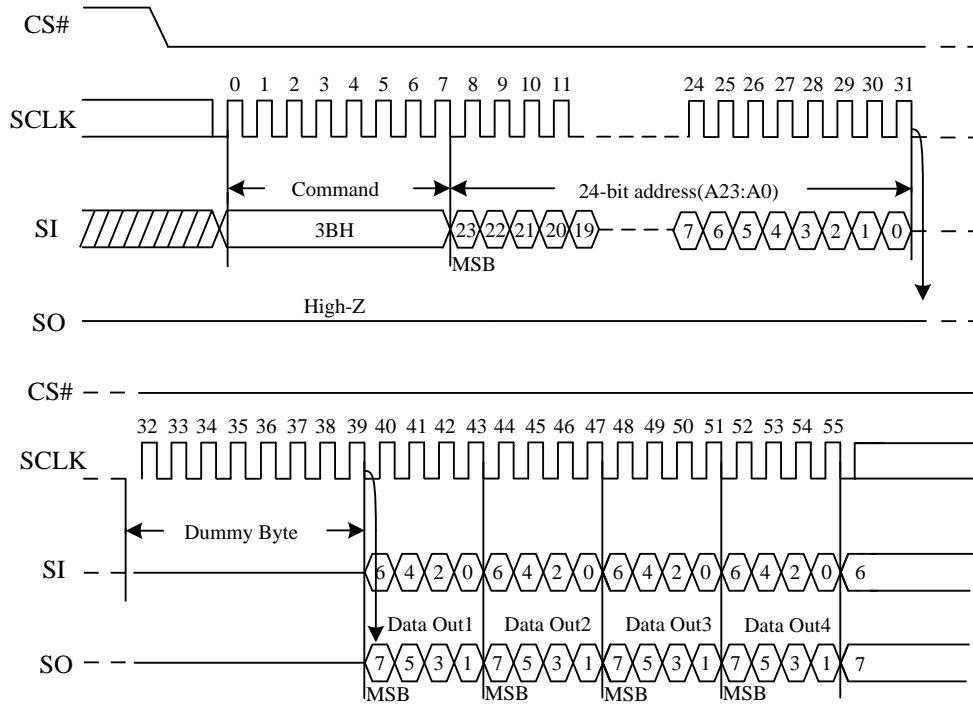 CS#
0 1 2 3 4 5 6 7 8 9 10 11 24 25 26 27 28 29 30 31
SCLK
Command 24-bit address(A23:A0)
SI 3BH 23 22 21 20 19 7 6 5 4 3 2 1 0
MSB
High-Z
SO
CS#
32 33 34 35 36 37 38 39 40 41 42 43 44 45 46 47 48 49 50 51 52 53 54 55
SCLK
Dummy Byte
SI 6 4 2 0 6 4 2 0 6 4 2 0 6 4 2 0 6
Data Out1 Data Out2 Data Out3 Data Out4
SO 7 5 3 1 7 5 3 1 7 5 3 1 7 5 3 1 7
MSB MSB MSB MSB